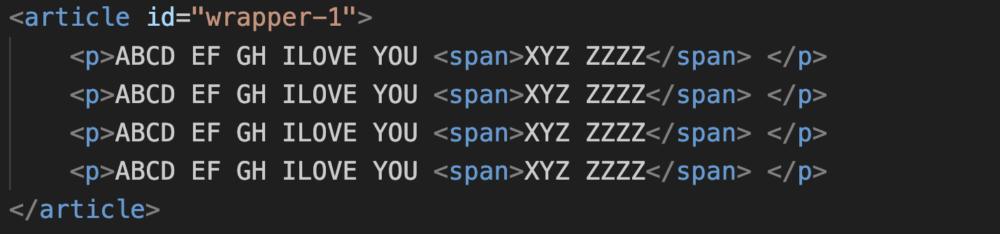 <article id="wrapper-1">
    <p>ABCD EF GH ILOVE YOU <span>XYZ ZZZZ</span> </p>
    <p>ABCD EF GH ILOVE YOU <span>XYZ ZZZZ</span> </p>
    <p>ABCD EF GH ILOVE YOU <span>XYZ ZZZZ</span> </p>
    <p>ABCD EF GH ILOVE YOU <span>XYZ ZZZZ</span> </p>
</article>